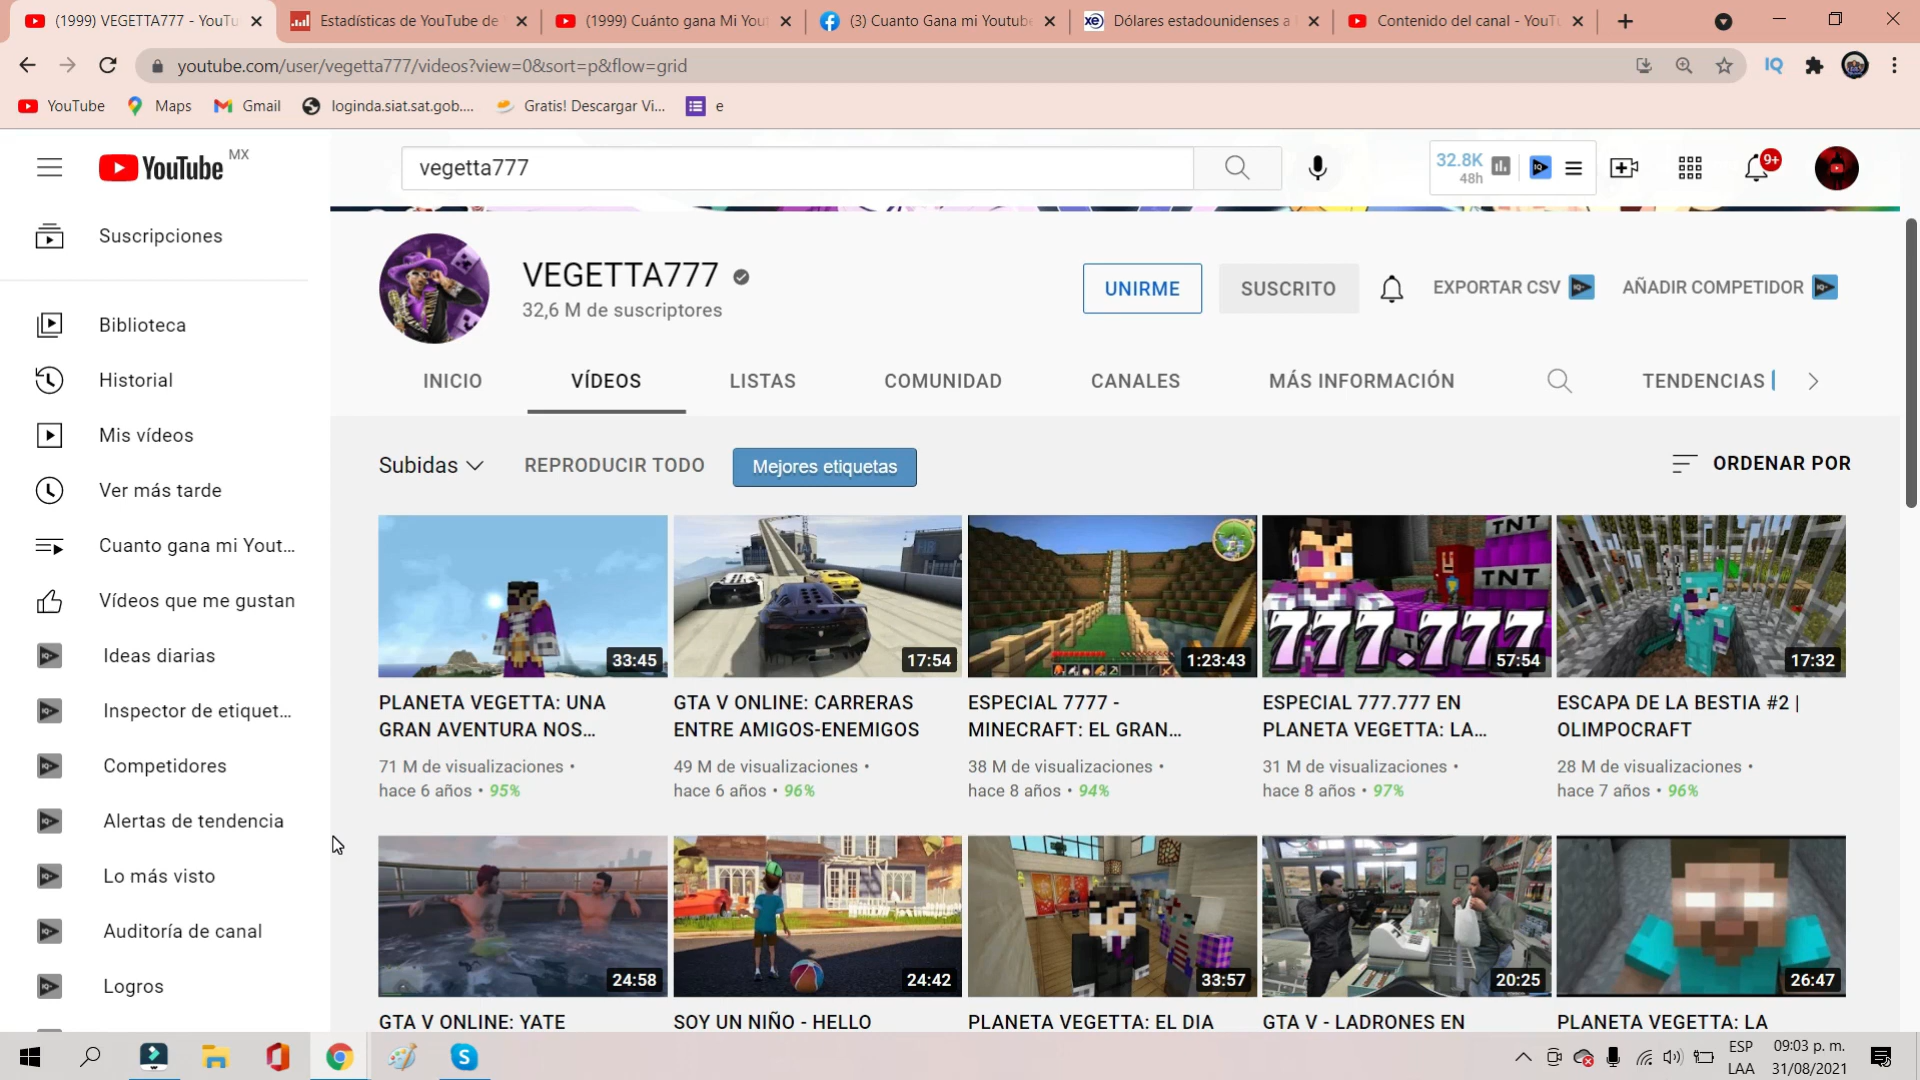 (1999) VEGETTA777 - YouTu
Estadísticas de YouTube de
(1999) Cuánto gana Mi You
(3) Cuanto Gana mi Youtube
Dólares estadounidenses a
Contenido del canal - YouTu
youtube.com/user/vegetta777/videos?view=0&sort=p&flow=grid
IQ
YouTube
Maps
Gmail
loginda.siat.sat.gob....
Gratis! Descargar Vi...
e
YouTube MX
vegetta777
32.8K
48h
9+
Suscripciones
Biblioteca
Historial
Mis vídeos
Ver más tarde
Cuanto gana mi Yout...
Vídeos que me gustan
Ideas diarias
Inspector de etiquet...
Competidores
Alertas de tendencia
Lo más visto
Auditoría de canal
Logros
VEGETTA777
32,6 M de suscriptores
UNIRME
SUSCRITO
EXPORTAR CSV
AÑADIR COMPETIDOR
INICIO
VÍDEOS
LISTAS
COMUNIDAD
CANALES
MÁS INFORMACIÓN
TENDENCIAS
Subidas
REPRODUCIR TODO
Mejores etiquetas
ORDENAR POR
33:45
17:54
1:23:43
TNT
TNT
777.777
57:54
17:32
PLANETA VEGETTA: UNA
GRAN AVENTURA NOS...
71 M de visualizaciones •
hace 6 años • 95%
GTA V ONLINE: CARRERAS
ENTRE AMIGOS-ENEMIGOS
49 M de visualizaciones •
hace 6 años • 96%
ESPECIAL 7777 -
MINECRAFT: EL GRAN...
38 M de visualizaciones •
hace 8 años • 94%
ESPECIAL 777.777 EN
PLANETA VEGETTA: LA...
31 M de visualizaciones •
hace 8 años • 97%
ESCAPA DE LA BESTIA #2 |
OLIMPOCRAFT
28 M de visualizaciones •
hace 7 años • 96%
24:58
24:42
33:57
20:25
26:47
GTA V ONLINE: YATE
SOY UN NIÑO - HELLO
PLANETA VEGETTA: EL DIA
GTA V - LADRONES EN
PLANETA VEGETTA: LA
ESP
LAA
09:03 p. m.
31/08/2021